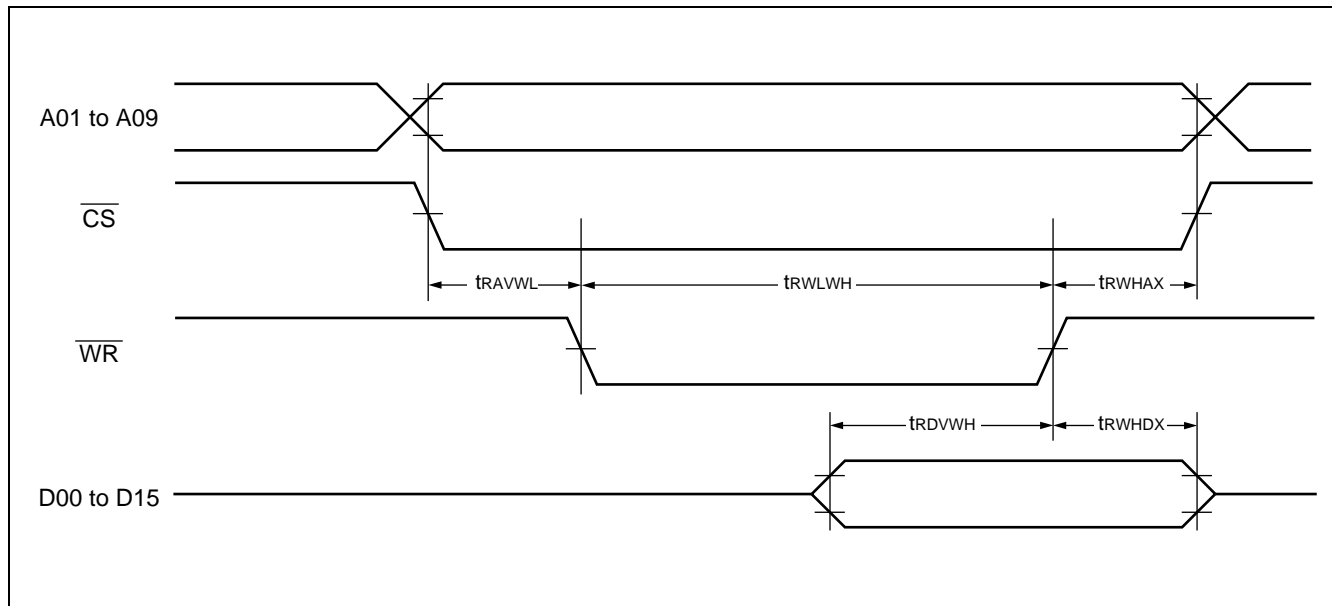 A01 to A09
CS
tRAVWL tRWLWH tRWHAX
WR
tRDVWH tRWHDX
D00 to D15